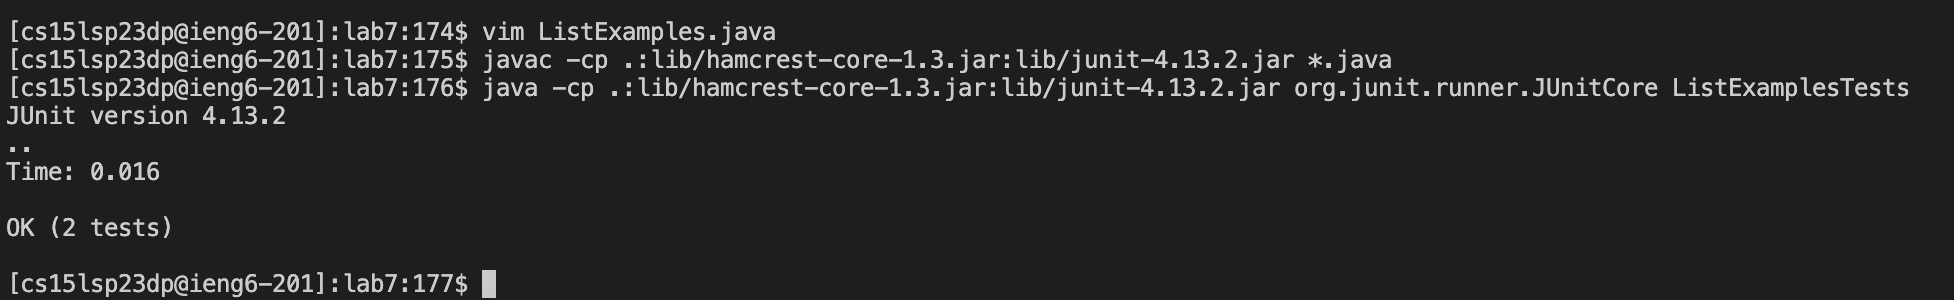 [cs15lsp23dp@ieng6-201]:lab7:174$ vim ListExamples.java
[cs15lsp23dp@ieng6-201]:lab7:175$ javac -cp .:lib/hamcrest-core-1.3.jar:lib/junit-4.13.2.jar *.java
[cs15lsp23dp@ieng6-201]:lab7:176$ java -cp .:lib/hamcrest-core-1.3.jar:lib/junit-4.13.2.jar org.junit.runner.JUnitCore ListExamplesTests
JUnit version 4.13.2
..
Time: 0.016
OK (2 tests)
[cs15lsp23dp@ieng6-201]:lab7:177$